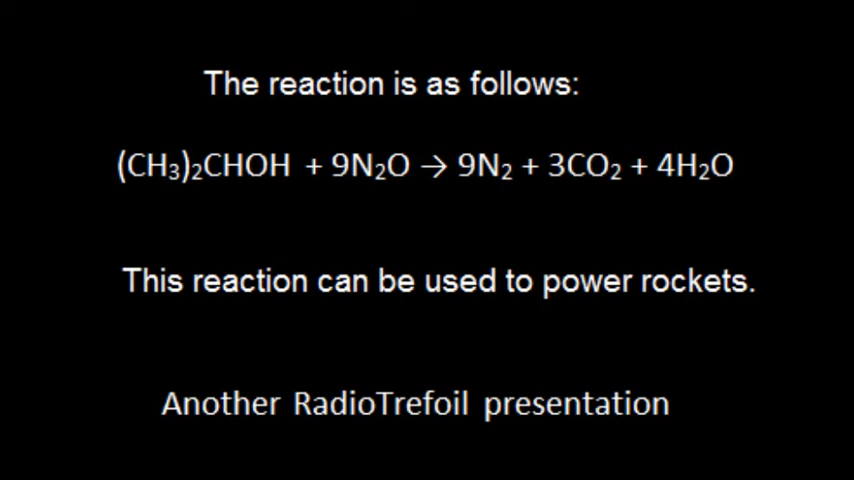 The reaction is as follows:
(CH₃)₂CHOH + 9N₂O → 9N₂ + 3CO₂ + 4H₂O
This reaction can be used to power rockets.
Another RadioTrefoil presentation